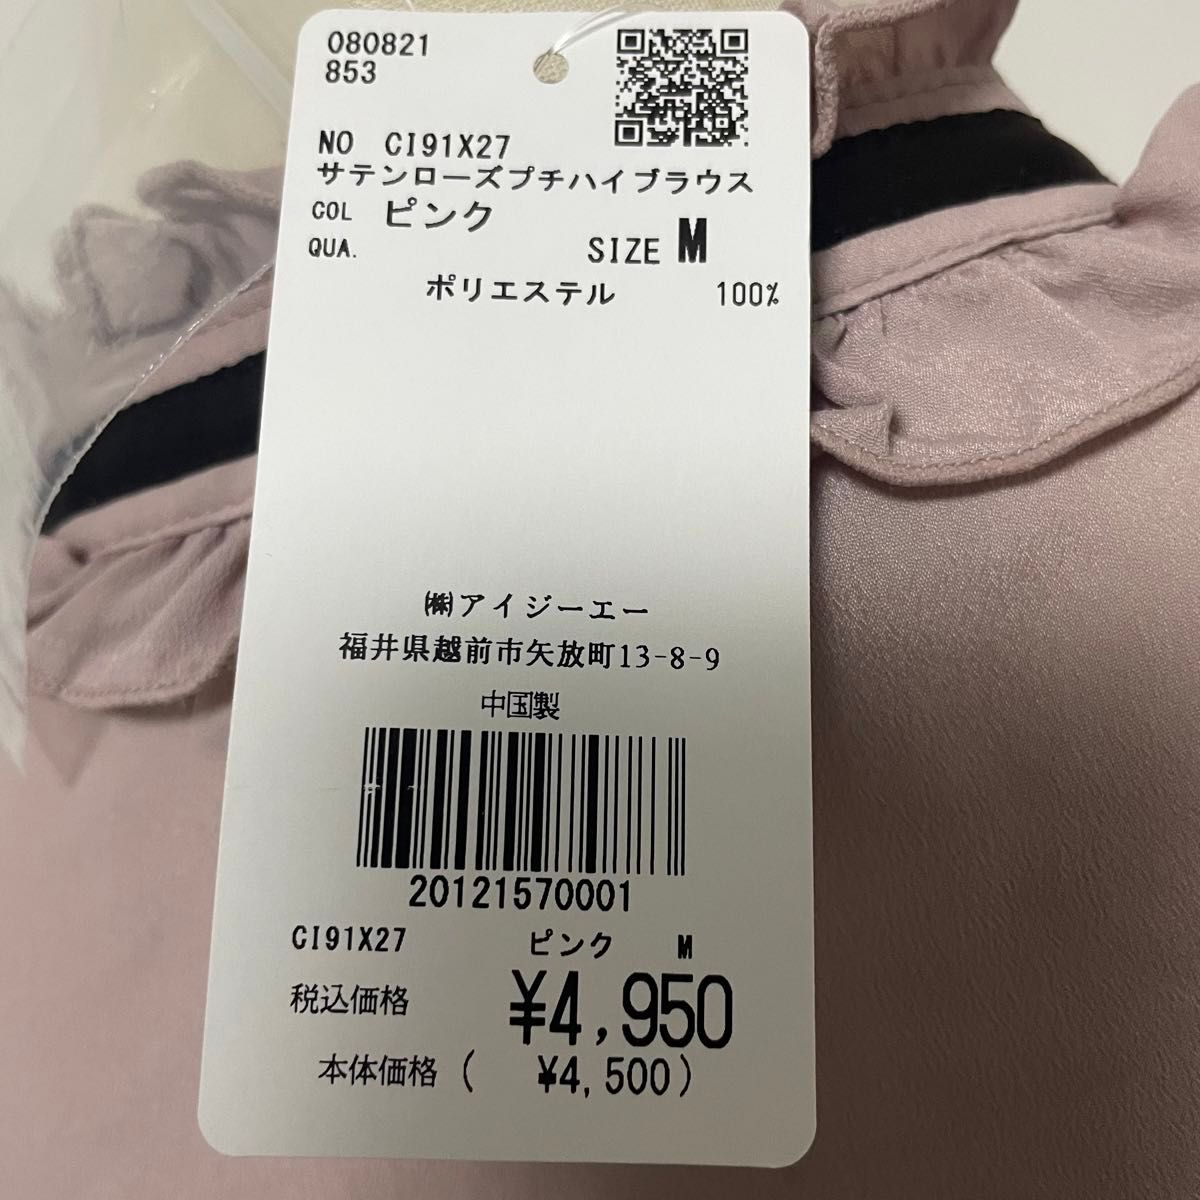 080821
853
NO CI91X27
サテンローズプチハイブラウス
COL ピンク
QUA. SIZE M
ポリエステル 100%
㈱アイジーエー
福井県越前市矢放町13-8-9
中国製
20121570001
CI91X27 ピンク M
税込価格 ¥4,950
本体価格( ¥4,500)